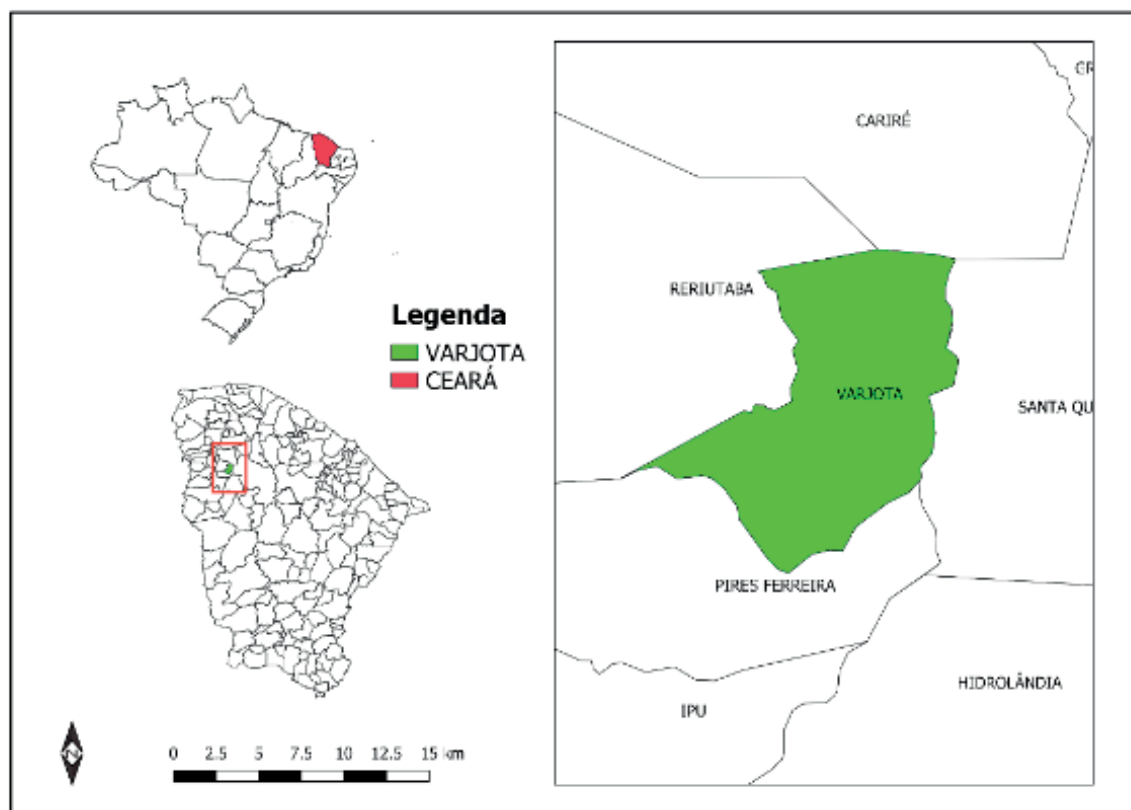 Legenda
VARJOTA
CEARÁ
0 2.5 5 7.5 10 12.5 15 km
N
GR
CARIRÉ
RERIUTABA
VARJOTA
SANTA QU
PIRES FERREIRA
HIDROLÂNDIA
IPU